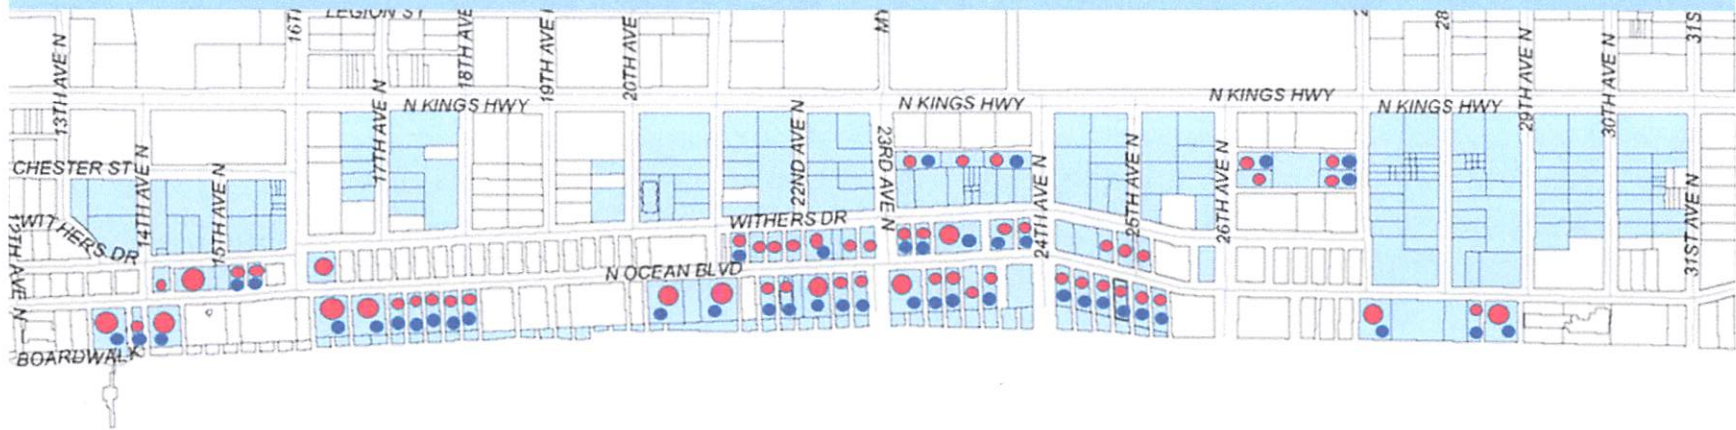 LEGION ST
13TH AVE N
18TH AVE
19TH AVE
20TH AVE
28
29TH AVE N
30TH AVE N
N KINGS HWY
N KINGS HWY
N KINGS HWY
N KINGS HWY
17TH AVE N
22ND AVE N
23RD AVE N
CHESTER ST
14TH AVE N
15TH AVE N
24TH AVE N
25TH AVE N
26TH AVE N
31ST AVE N
12TH AVE N
WITHERS DR
WITHERS DR
N OCEAN BLVD
BOARDWALK